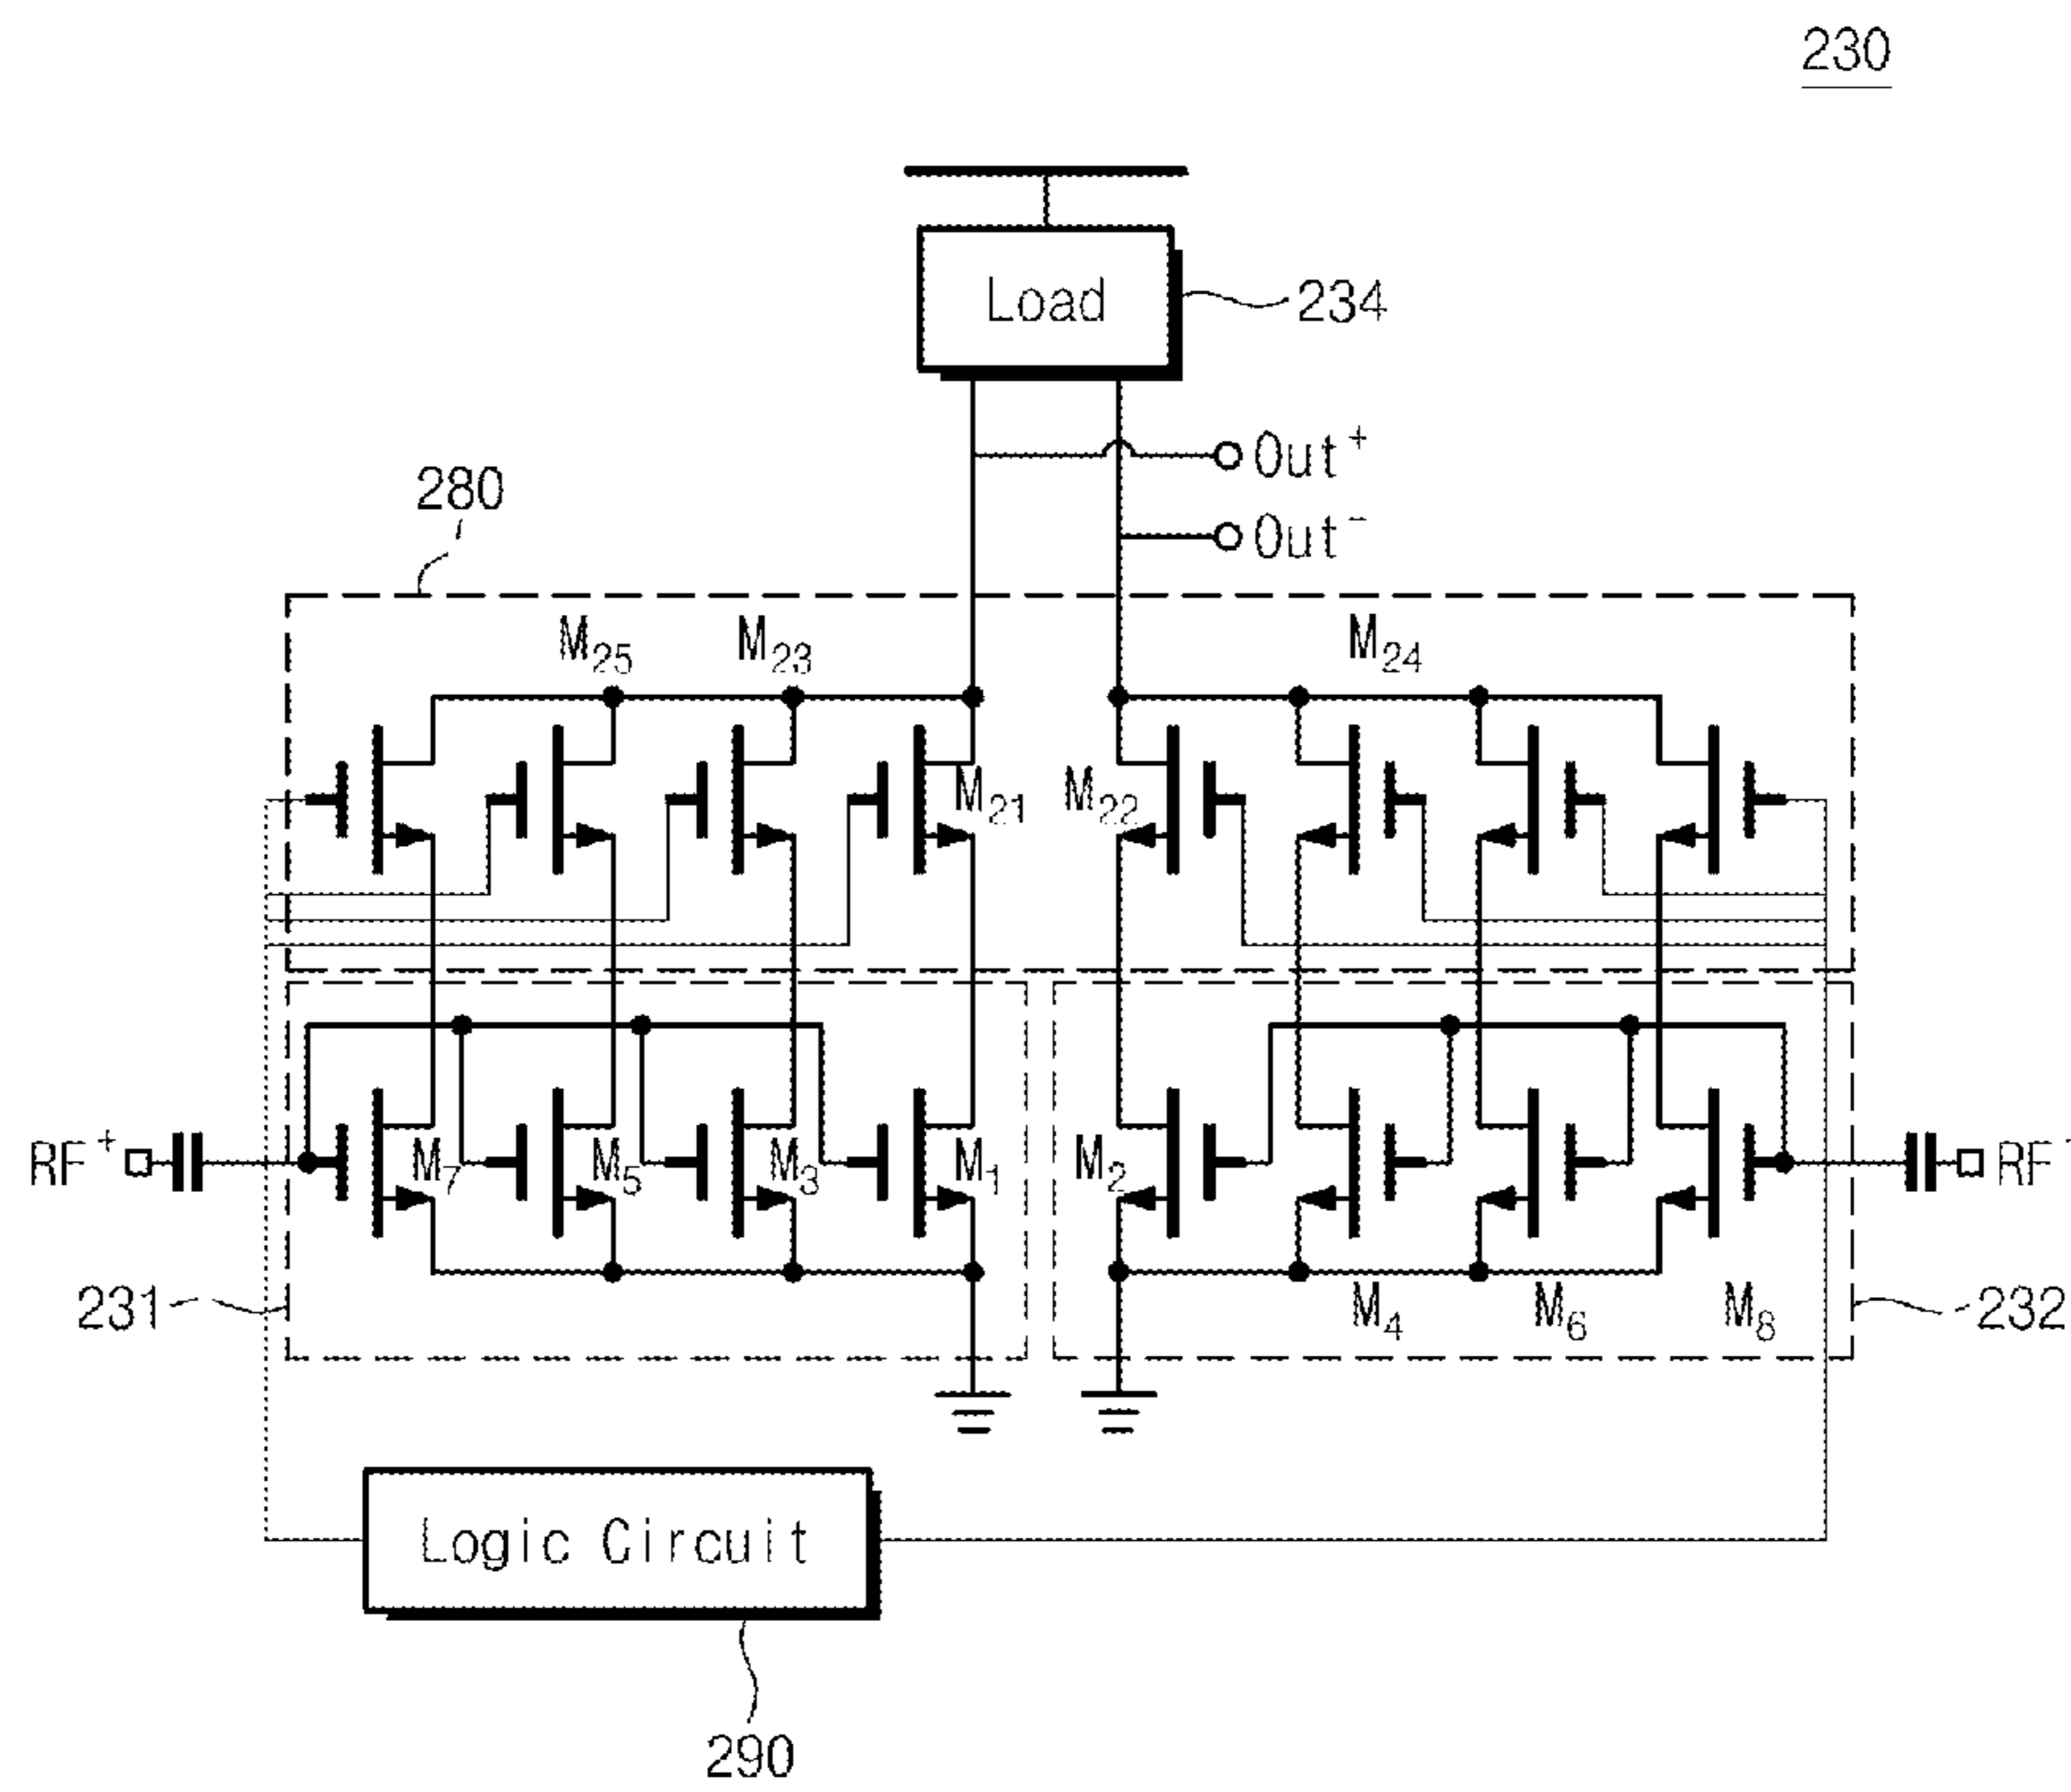 230
Load
234
Out+
Out-
280
M25 M23 M24
M21 M22
RF+ M7 M5 M3 M1 M2 RF-
231 M4 M6 M8 232
Logic Circuit
290